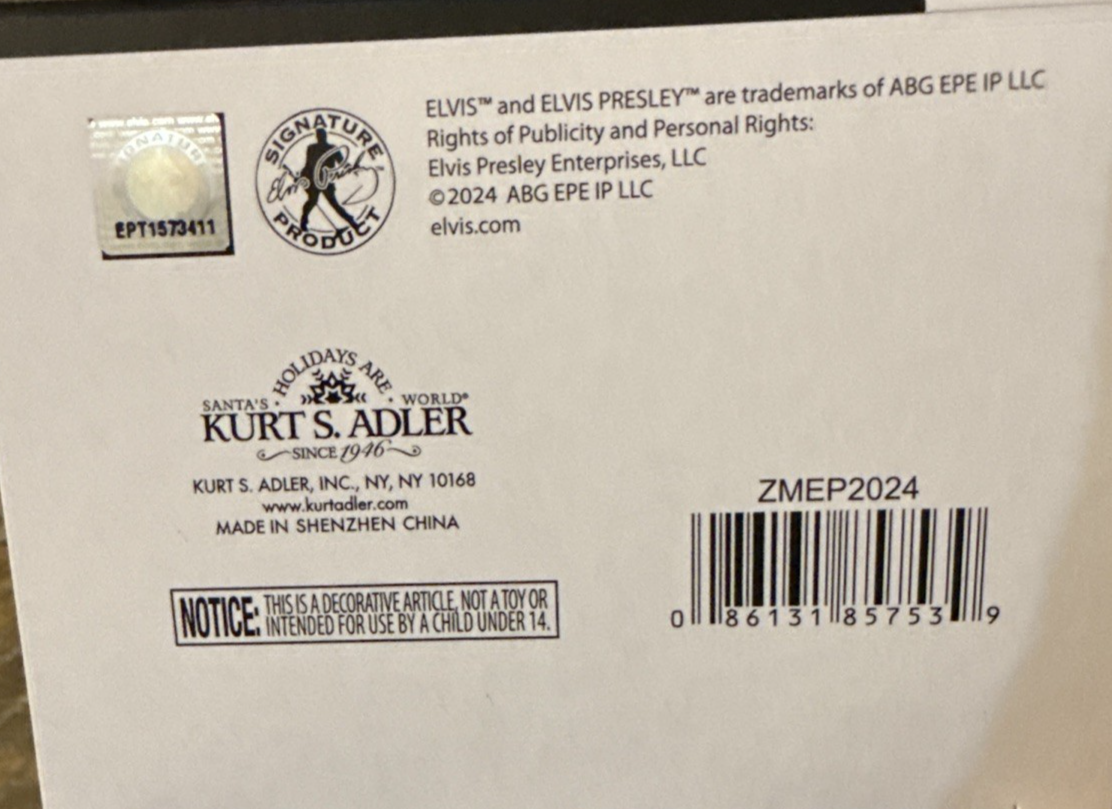 ELVIS™ and ELVIS PRESLEY™ are trademarks of ABG EPE IP LLC
Rights of Publicity and Personal Rights:
Elvis Presley Enterprises, LLC
©2024 ABG EPE IP LLC
elvis.com
EPT1573411
SIGNATURE
Elvis Presley
PRODUCT
HOLIDAYS ARE
SANTA'S • • WORLD®
KURT S. ADLER
SINCE 1946
KURT S. ADLER, INC., NY, NY 10168
www.kurtadler.com
MADE IN SHENZHEN CHINA
NOTICE: THIS IS A DECORATIVE ARTICLE, NOT A TOY OR
INTENDED FOR USE BY A CHILD UNDER 14.
ZMEP2024
0 86131 85753 9